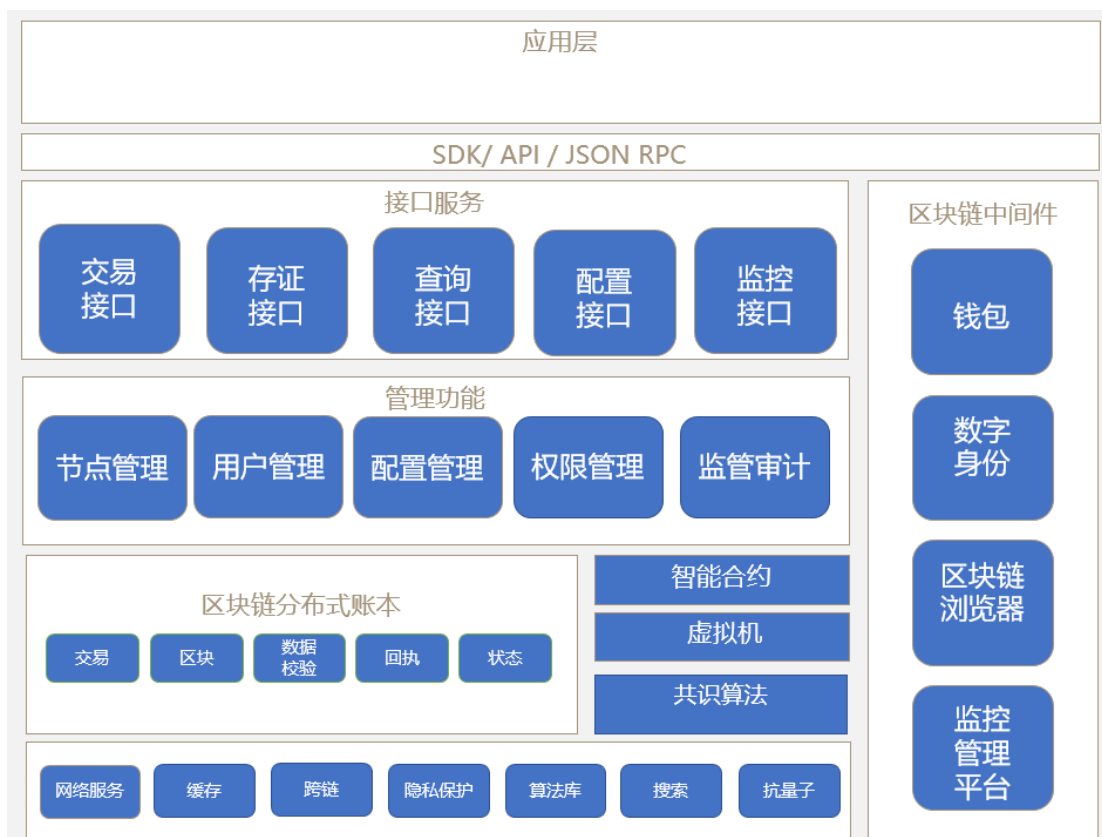 应用层
SDK/ API / JSON RPC
接口服务
交易
接口
存证
接口
查询
接口
配置
接口
监控
接口
管理功能
节点管理
用户管理
配置管理
权限管理
监管审计
区块链分布式账本
交易
区块
数据
校验
回执
状态
智能合约
虚拟机
共识算法
网络服务
缓存
跨链
隐私保护
算法库
搜索
抗量子
区块链中间件
钱包
数字
身份
区块链
浏览器
监控
管理
平台